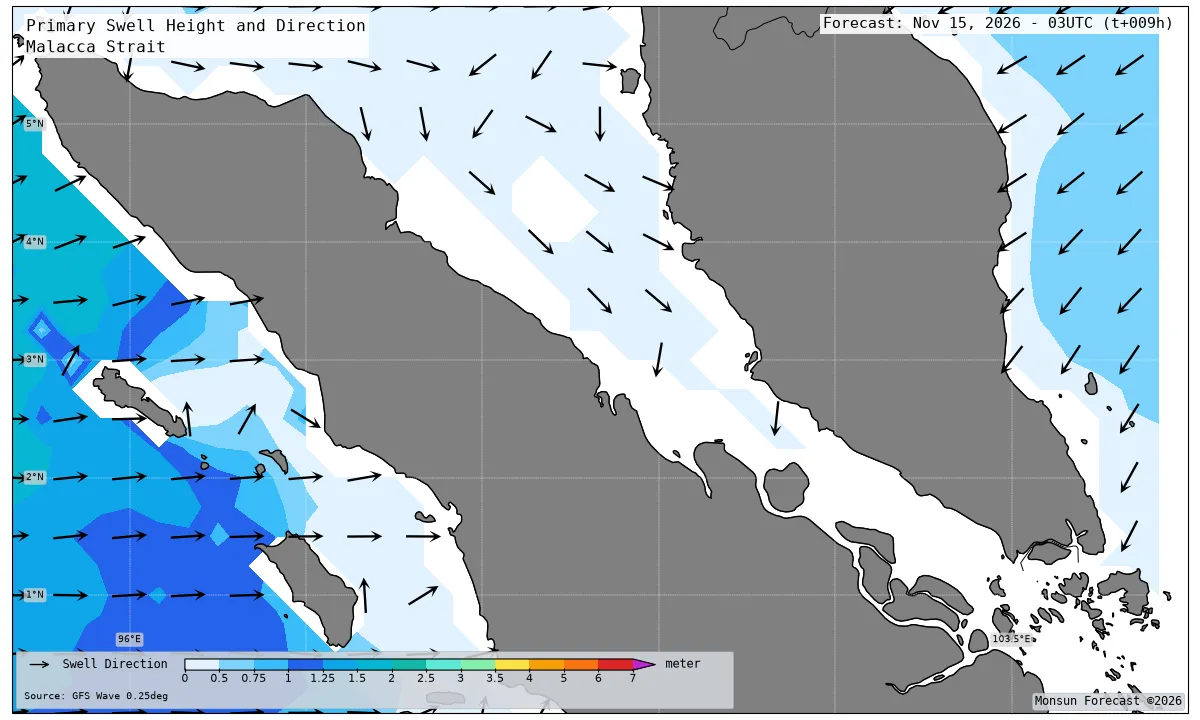 Primary Swell Height and Direction
Malacca Strait
Forecast: Nov 15, 2026 - 03UTC (t+009h)
5°N
4°N
3°N
2°N
1°N
96°E
103.5°E
Swell Direction
0 0.5 0.75 1 1.25 1.5 2 2.5 3 3.5 4 5 6 7
meter
Source: GFS Wave 0.25deg
Monsun Forecast ©2026